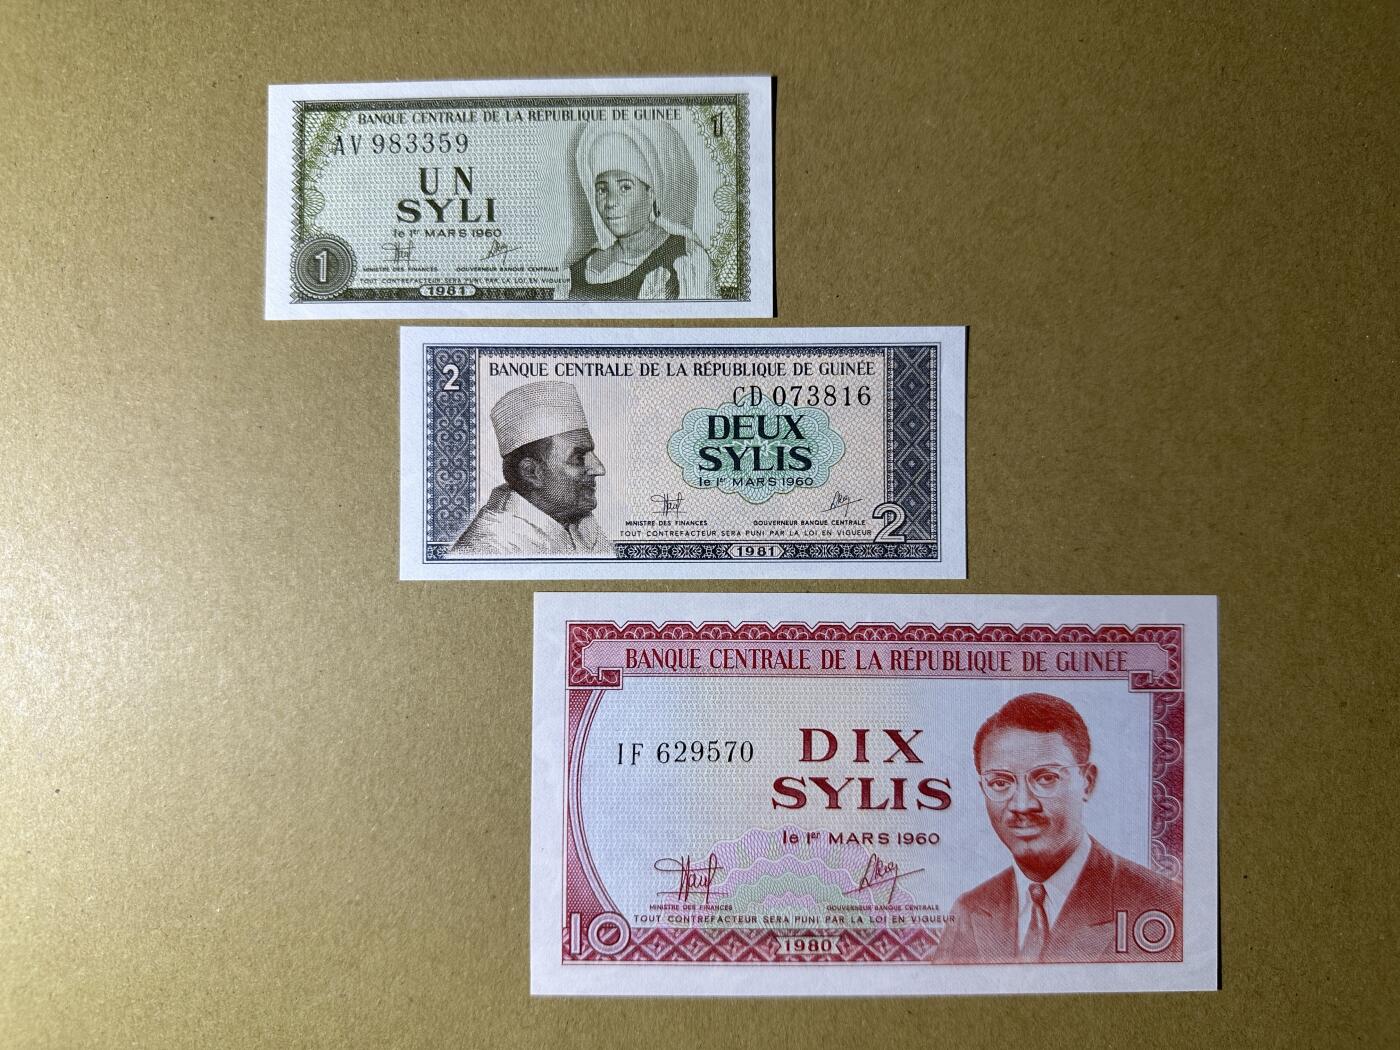 BANQUE CENTRALE DE LA RÉPUBLIQUE DE GUINÉE
1
AV 983359
UN
SYLI
le 1er MARS 1960
MINISTRE DES FINANCES GOUVERNEUR BANQUE CENTRALE
TOUT CONTREFACTEUR SERA PUNI PAR LA LOI EN VIGUEUR
1
1981
2
BANQUE CENTRALE DE LA RÉPUBLIQUE DE GUINÉE
CD 073816
DEUX
SYLIS
le 1er MARS 1960
MINISTRE DES FINANCES GOUVERNEUR BANQUE CENTRALE
TOUT CONTREFACTEUR SERA PUNI PAR LA LOI EN VIGUEUR
2
1981
BANQUE CENTRALE DE LA RÉPUBLIQUE DE GUINÉE
IF 629570
DIX
SYLIS
le 1er MARS 1960
MINISTRE DES FINANCES GOUVERNEUR BANQUE CENTRALE
TOUT CONTREFACTEUR SERA PUNI PAR LA LOI EN VIGUEUR
10
1980
10